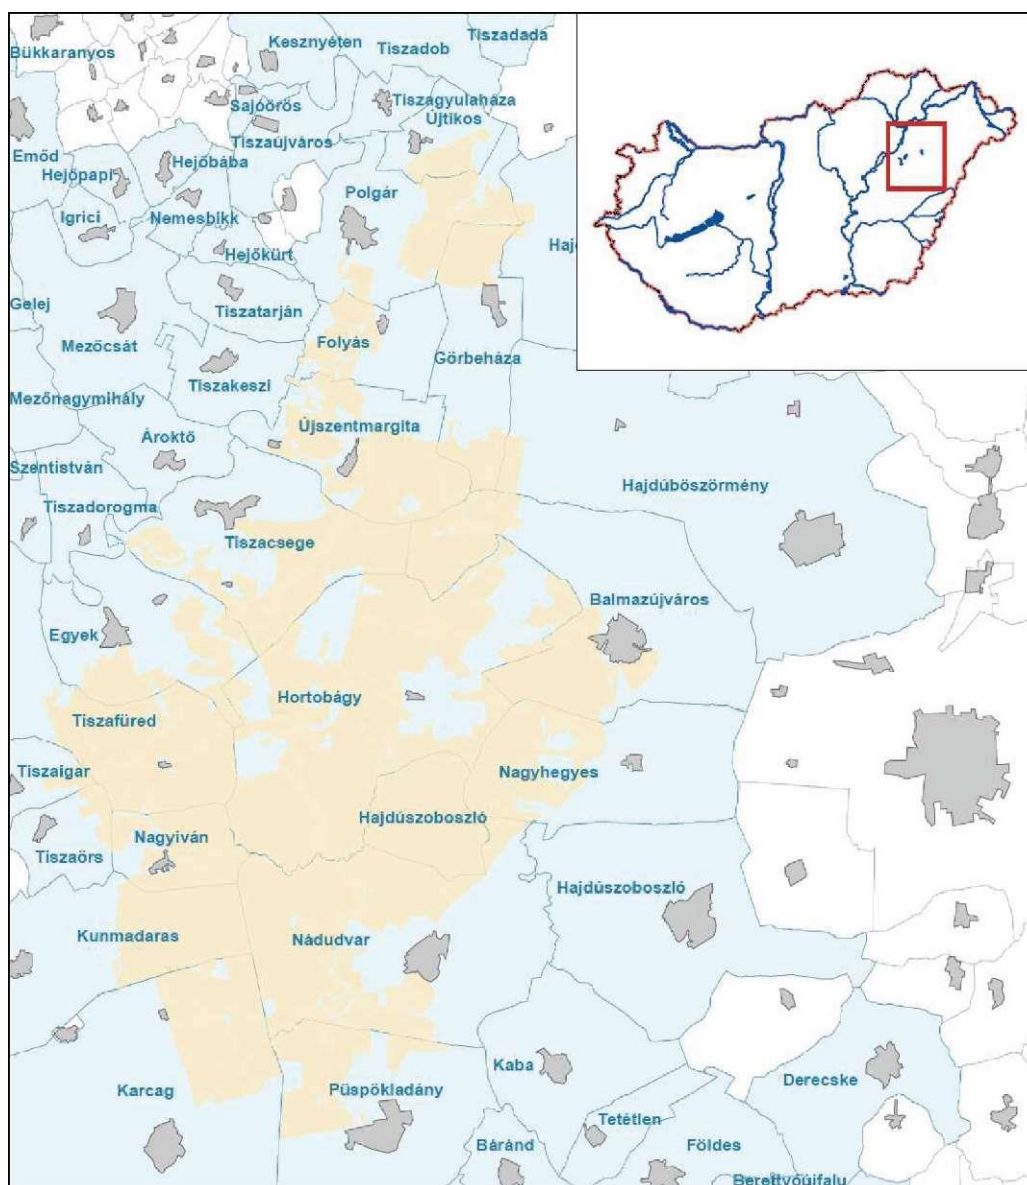 Kesznyéten
Tiszadob
Tiszadada
Bükkaranyos
Sajóörös
Tiszagyulaháza
Újtikos
Tiszaújváros
Emőd
Hejőbába
Hejőpapi
Polgár
Igrici
Nemesbikk
Hejőkürt
Haj
Gelej
Tiszatarján
Mezőcsát
Folyás
Görbeháza
Tiszakeszi
Mezőnagymihály
Újszentmargita
Ároktő
Szentistván
Hajdúböszörmény
Tiszadorogma
Tiszacsege
Balmazújváros
Egyek
Hortobágy
Tiszafüred
Tiszaigar
Nagyhegyes
Hajdúszoboszló
Nagyiván
Tiszaörs
Hajdúszoboszló
Kunmadaras
Nádudvar
Kaba
Karcag
Püspökladány
Derecske
Tetétlen
Báránd
Földes
Berettyóújfalu